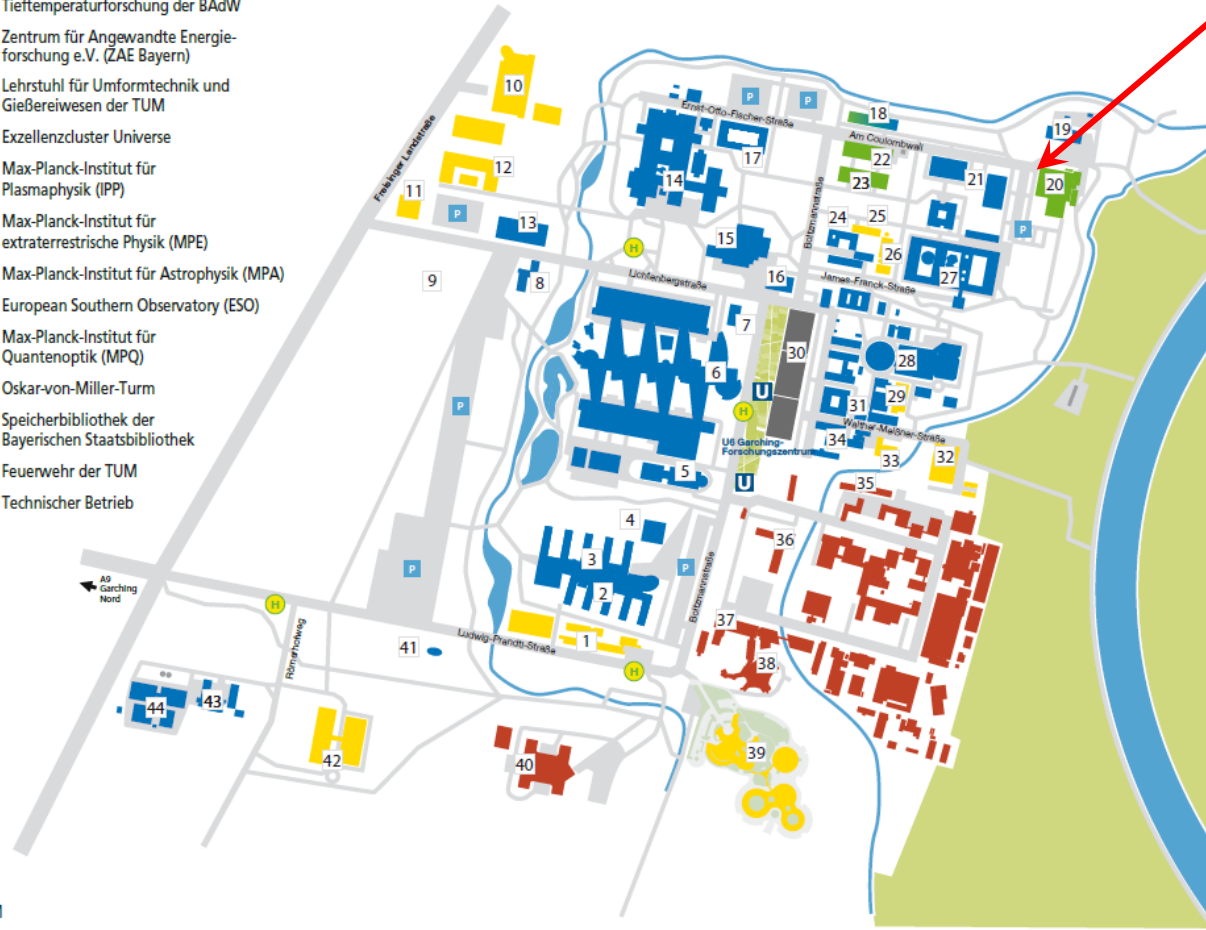 Tieftemperaturforschung der BAdW
Zentrum für Angewandte Energie-
forschung e.V. (ZAE Bayern)
Lehrstuhl für Umformtechnik und
Gießereiwesen der TUM
Exzellenzcluster Universe
Max-Planck-Institut für
Plasmaphysik (IPP)
Max-Planck-Institut für
extraterrestrische Physik (MPE)
Max-Planck-Institut für Astrophysik (MPA)
European Southern Observatory (ESO)
Max-Planck-Institut für
Quantenoptik (MPQ)
Oskar-von-Miller-Turm
Speicherbibliothek der
Bayerischen Staatsbibliothek
Feuerwehr der TUM
Technischer Betrieb
10
P
P
Ernst-Otto-Fischer-Straße
18
19
Am Coulombwall
17
22
Freisinger Landstraße
12
14
23
21
20
11
P
13
Boltzmannstraße
24
25
P
H
15
26
9
8
Lichtenbergstraße
16
James-Franck-Straße
27
7
30
28
6
U
29
P
H
31
Walther-Meißner-Straße
U6 Garching-
Forschungszentrum
34
33
32
5
U
35
4
36
3
P
P
2
Boltzmannstraße
A9
Garching
Nord
H
Römerhofweg
37
Ludwig-Prandtl-Straße
1
41
H
38
44
43
42
40
39